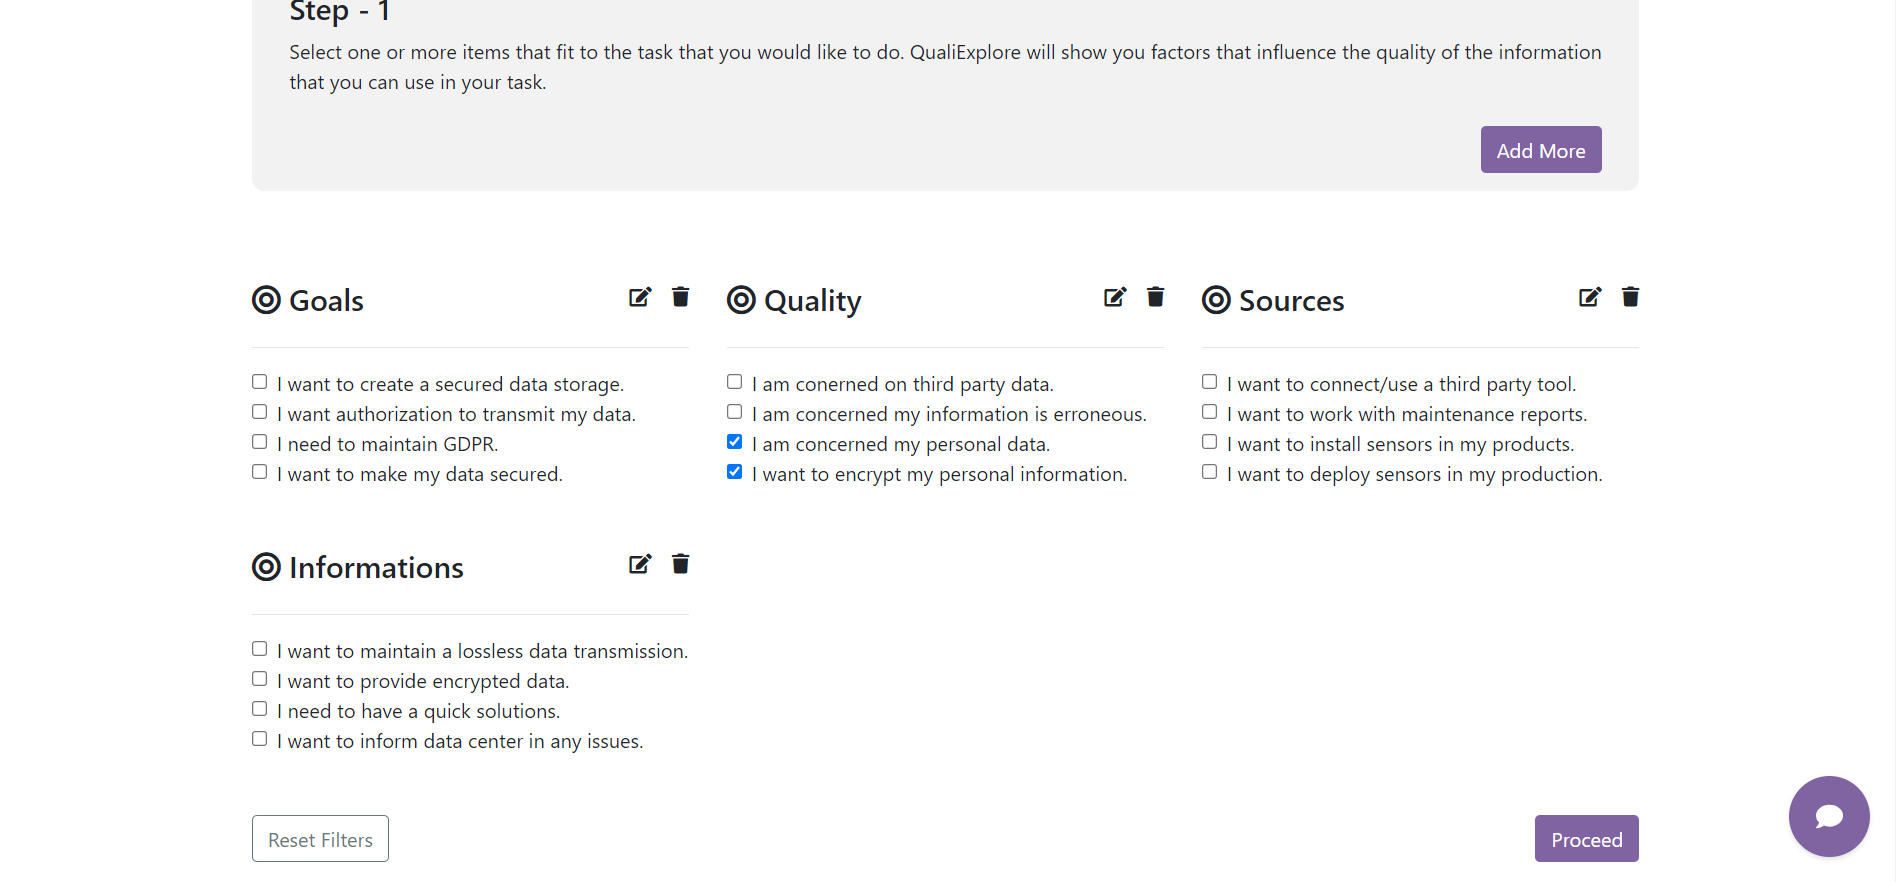 Step - 1
Select one or more items that fit to the task that you would like to do. QualiExplore will show you factors that influence the quality of the information
that you can use in your task.
Add More
Goals
I want to create a secured data storage.
I want authorization to transmit my data.
I need to maintain GDPR.
I want to make my data secured.
Quality
I am conerned on third party data.
I am concerned my information is erroneous.
I am concerned my personal data.
I want to encrypt my personal information.
Sources
I want to connect/use a third party tool.
I want to work with maintenance reports.
I want to install sensors in my products.
I want to deploy sensors in my production.
Informations
I want to maintain a lossless data transmission.
I want to provide encrypted data.
I need to have a quick solutions.
I want to inform data center in any issues.
Reset Filters
Proceed